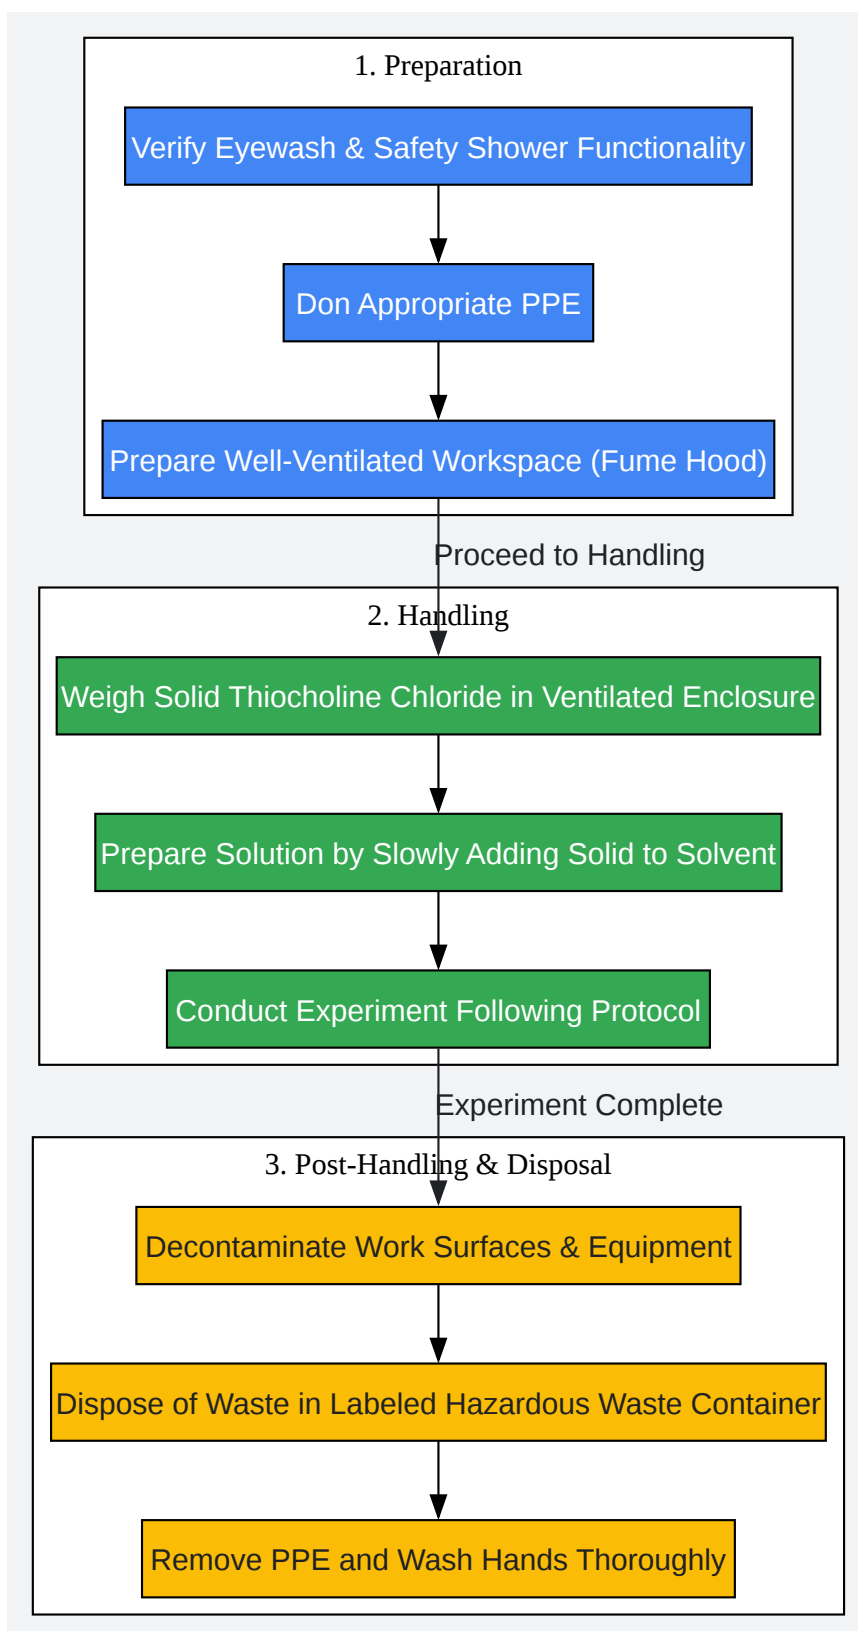 1. Preparation
Verify Eyewash & Safety Shower Functionality
Don Appropriate PPE
Prepare Well-Ventilated Workspace (Fume Hood)
Proceed to Handling
2. Handling
Weigh Solid Thiocholine Chloride in Ventilated Enclosure
Prepare Solution by Slowly Adding Solid to Solvent
Conduct Experiment Following Protocol
Experiment Complete
3. Post-Handling & Disposal
Decontaminate Work Surfaces & Equipment
Dispose of Waste in Labeled Hazardous Waste Container
Remove PPE and Wash Hands Thoroughly